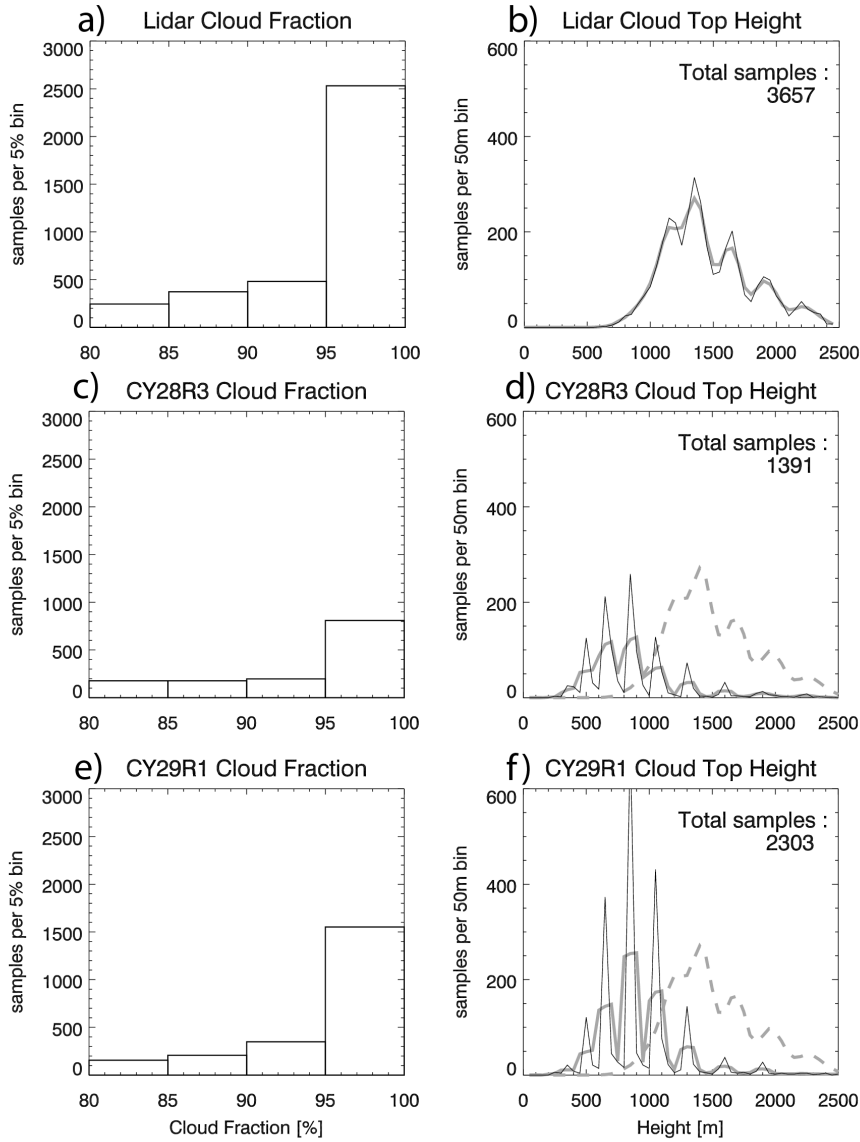 a) Lidar Cloud Fraction
samples per 5% bin
3000
2500
2000
1500
1000
500
0
80 85 90 95 100
b) Lidar Cloud Top Height
samples per 50m bin
600
400
200
0
Total samples :
3657
0 500 1000 1500 2000 2500
c) CY28R3 Cloud Fraction
samples per 5% bin
3000
2500
2000
1500
1000
500
0
80 85 90 95 100
d) CY28R3 Cloud Top Height
samples per 50m bin
600
400
200
0
Total samples :
1391
0 500 1000 1500 2000 2500
e) CY29R1 Cloud Fraction
samples per 5% bin
3000
2500
2000
1500
1000
500
0
80 85 90 95 100
Cloud Fraction [%]
f) CY29R1 Cloud Top Height
samples per 50m bin
600
400
200
0
Total samples :
2303
0 500 1000 1500 2000 2500
Height [m]